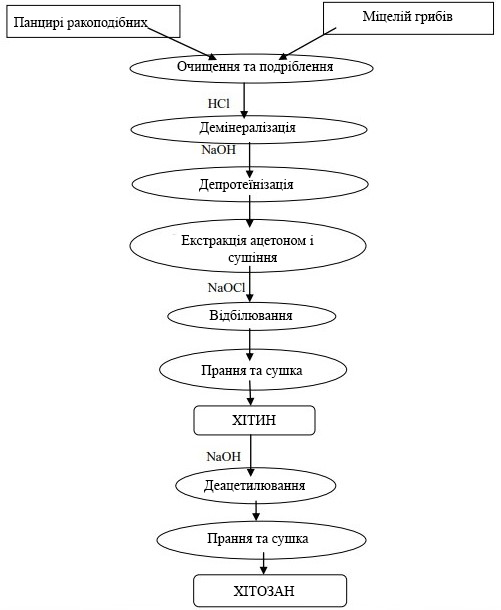 Панцирі ракоподібних
Міцелій грибів
Очищення та подріблення
HCl
Демінералізація
NaOH
Депротеїнізація
Екстракція ацетоном і
сушіння
NaOCl
Відбілювання
Прання та сушка
ХІТИН
NaOH
Деацетилювання
Прання та сушка
ХІТОЗАН